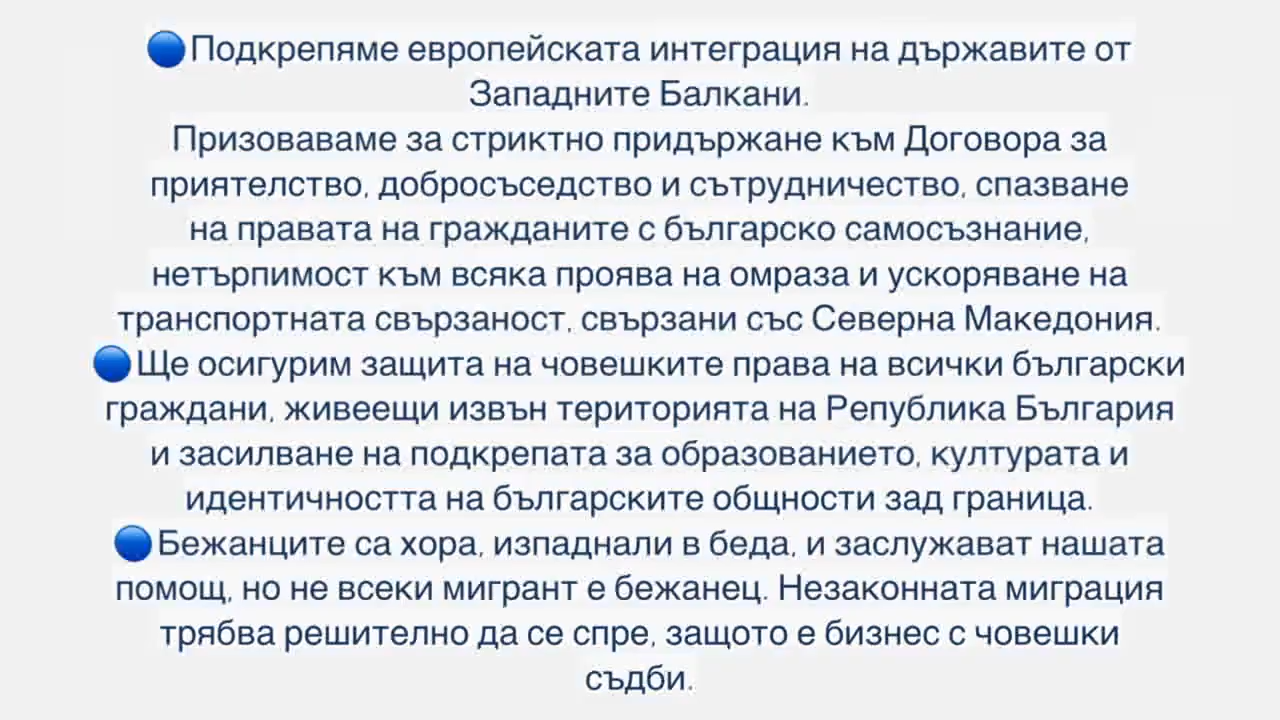 🔵Подкрепяме европейската интеграция на държавите от
Западните Балкани.
Призоваваме за стриктно придържане към Договора за
приятелство, добросъседство и сътрудничество, спазване
на правата на гражданите с българско самосъзнание,
нетърпимост към всяка проява на омраза и ускоряване на
транспортната свързаност, свързани със Северна Македония.
🔵Ще осигурим защита на човешките права на всички български
граждани, живеещи извън територията на Република България
и засилване на подкрепата за образованието, културата и
идентичността на българските общности зад граница.
🔵Бежанците са хора, изпаднали в беда, и заслужават нашата
помощ, но не всеки мигрант е бежанец. Незаконната миграция
трябва решително да се спре, защото е бизнес с човешки
съдби.